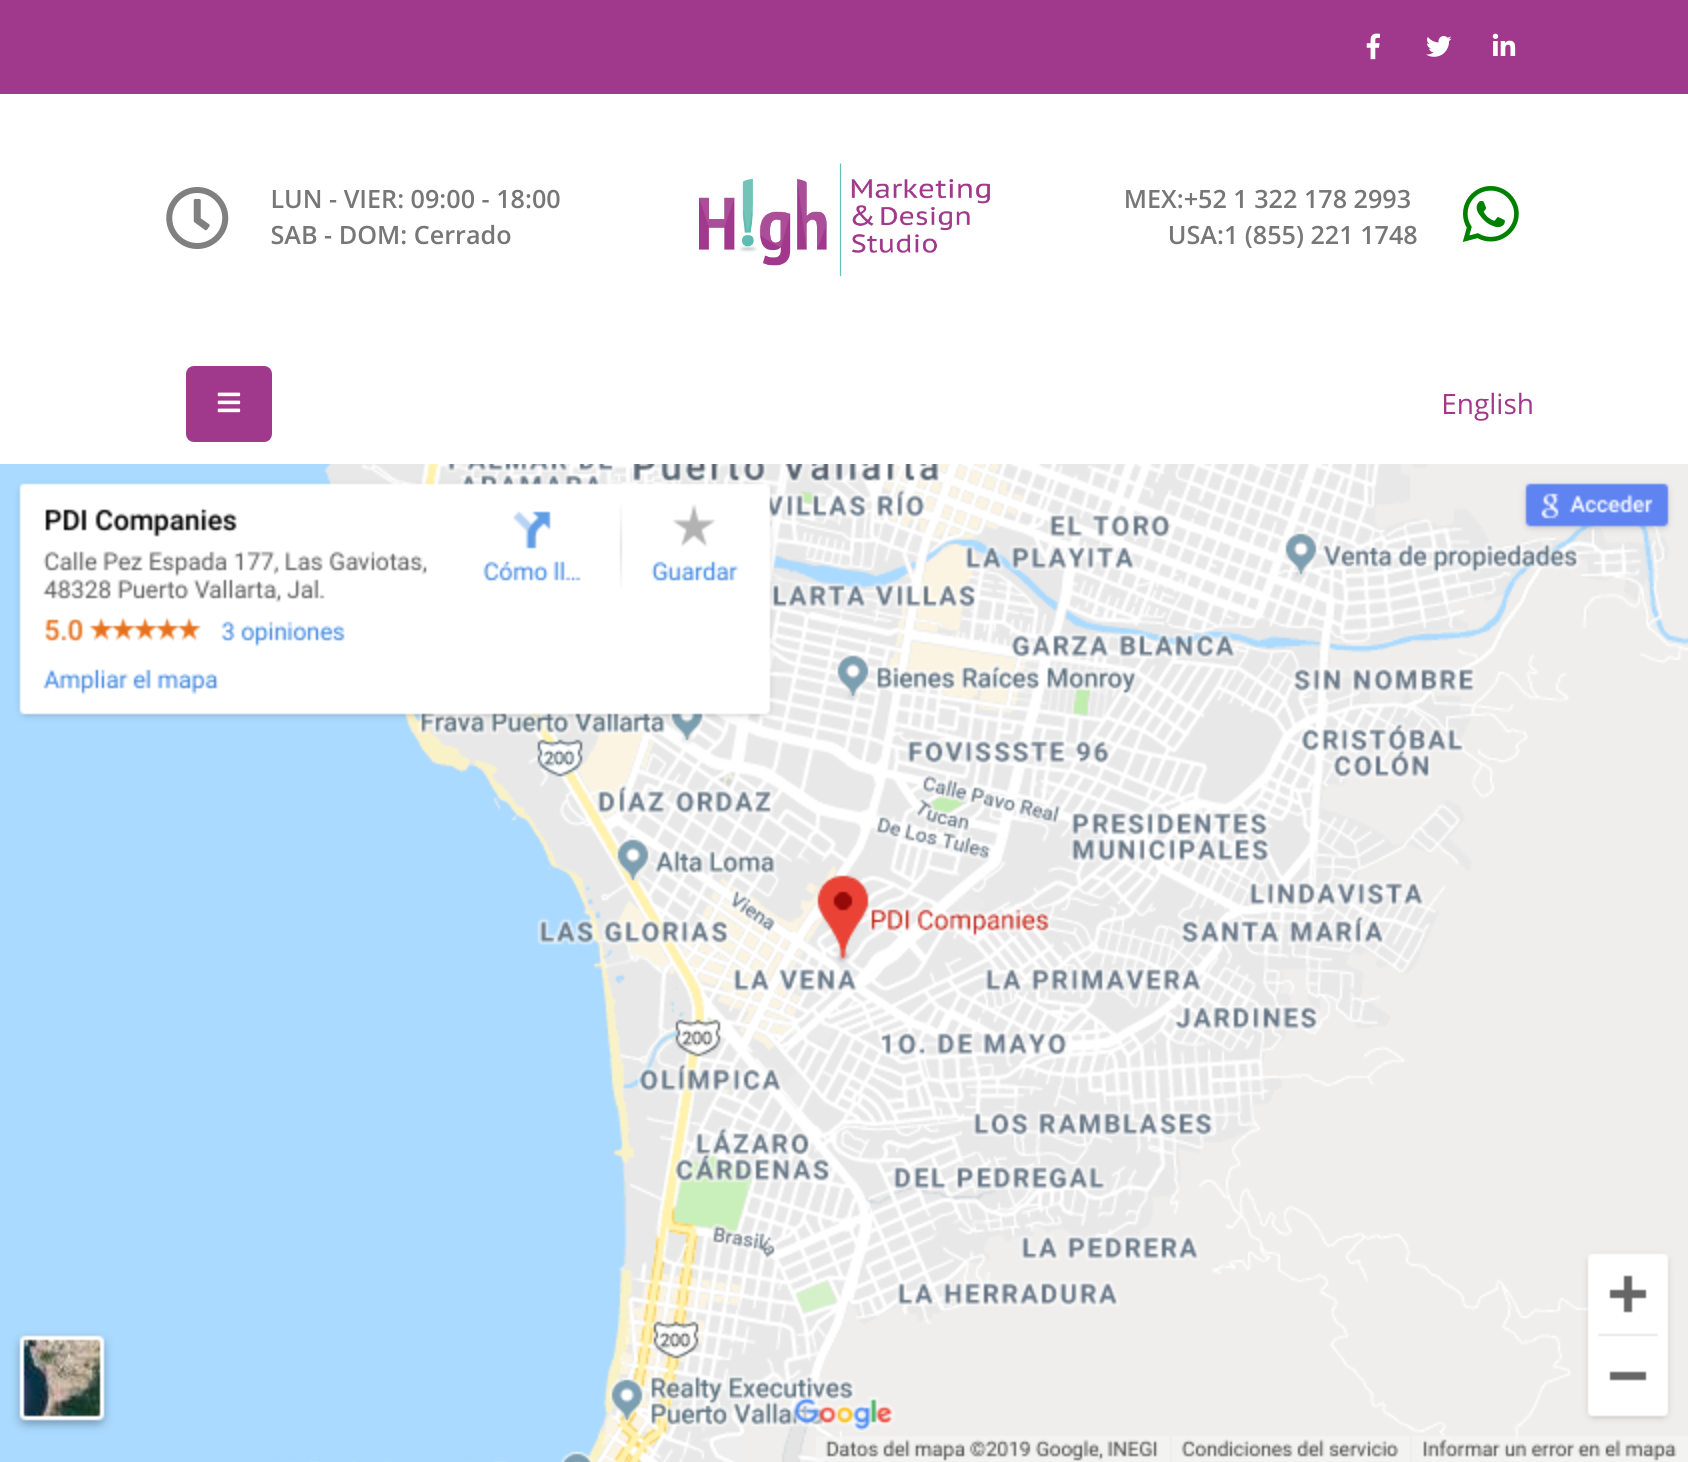 LUN - VIER: 09:00 - 18:00
SAB - DOM: Cerrado
H!gh
Marketing
& Design
Studio
MEX:+52 1 322 178 2993
USA:1 (855) 221 1748
English
PALMAR DE
ARAMARA
Puerto Vallarta
PDI Companies
Calle Pez Espada 177, Las Gaviotas,
48328 Puerto Vallarta, Jal.
5.0
3 opiniones
Ampliar el mapa
Cómo ll...
Guardar
Acceder
VILLAS RÍO
EL TORO
LA PLAYITA
Venta de propiedades
LARTA VILLAS
GARZA BLANCA
Bienes Raíces Monroy
SIN NOMBRE
Frava Puerto Vallarta
200
FOVISSSTE 96
CRISTÓBAL
COLÓN
DÍAZ ORDAZ
Calle Pavo Real
Tucan
De Los Tules
PRESIDENTES
MUNICIPALES
Alta Loma
Viena
LINDAVISTA
PDI Companies
LAS GLORIAS
SANTA MARÍA
LA VENA
LA PRIMAVERA
JARDINES
200
1O. DE MAYO
OLÍMPICA
LOS RAMBLASES
LÁZARO
CÁRDENAS
DEL PEDREGAL
Brasilia
LA PEDRERA
LA HERRADURA
200
Realty Executives
Puerto Valla
Google
Datos del mapa ©2019 Google, INEGI
Condiciones del servicio
Informar un error en el mapa